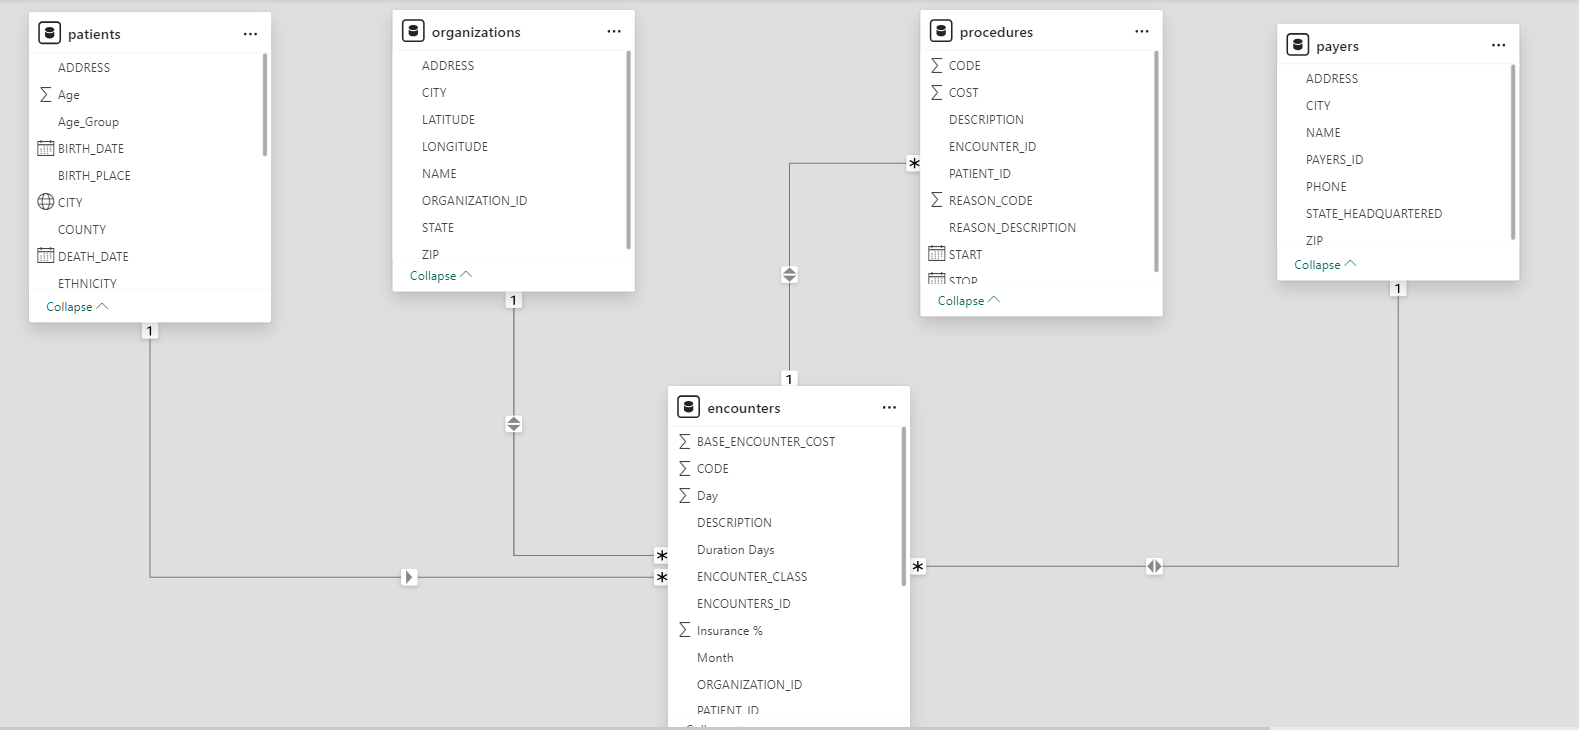 patients
ADDRESS
Age
Age_Group
BIRTH_DATE
BIRTH_PLACE
CITY
COUNTY
DEATH_DATE
ETHNICITY
Collapse
1
organizations
ADDRESS
CITY
LATITUDE
LONGITUDE
NAME
ORGANIZATION_ID
STATE
ZIP
Collapse
1
procedures
CODE
COST
DESCRIPTION
ENCOUNTER_ID
PATIENT_ID
REASON_CODE
REASON_DESCRIPTION
START
STOP
Collapse
*
payers
ADDRESS
CITY
NAME
PAYERS_ID
PHONE
STATE_HEADQUARTERED
ZIP
Collapse
1
1
encounters
BASE_ENCOUNTER_COST
CODE
Day
DESCRIPTION
Duration Days
ENCOUNTER_CLASS
ENCOUNTERS_ID
Insurance %
Month
ORGANIZATION_ID
PATIENT_ID
*
*
*